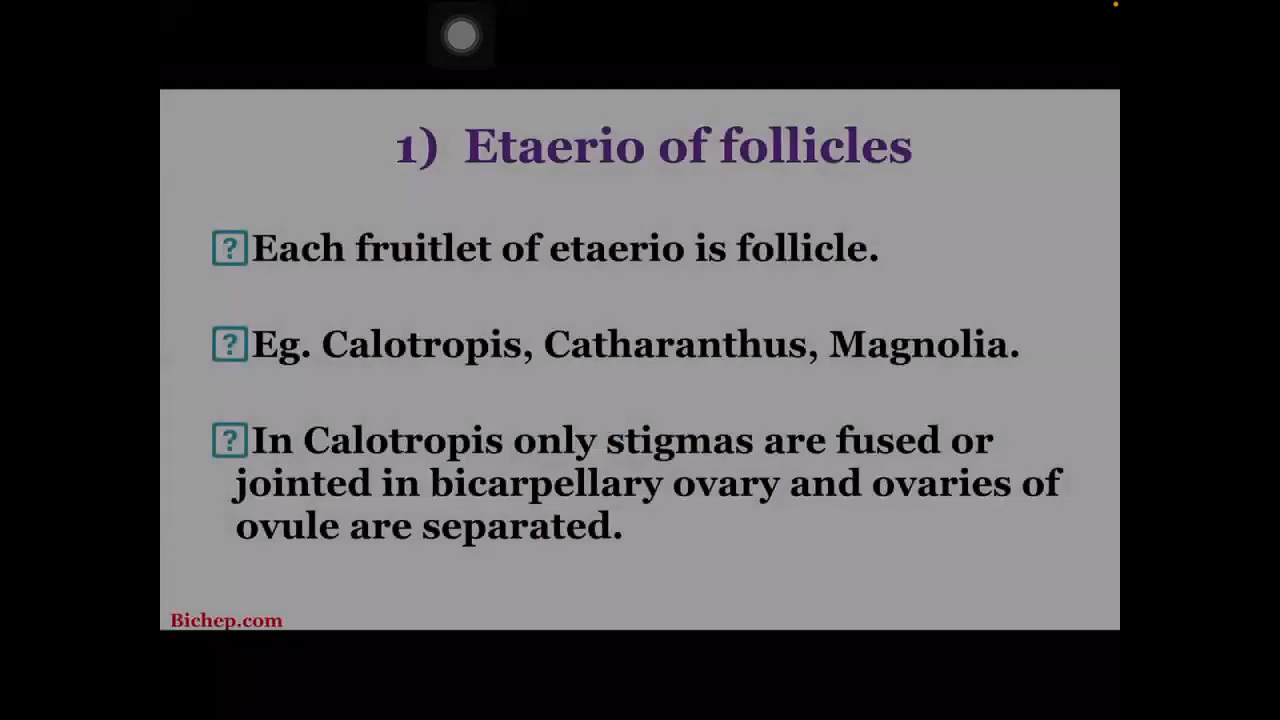 1) Etaerio of follicles
Each fruitlet of etaerio is follicle.
Eg. Calotropis, Catharanthus, Magnolia.
In Calotropis only stigmas are fused or
jointed in bicarpellary ovary and ovaries of
ovule are separated.
Bichep.com